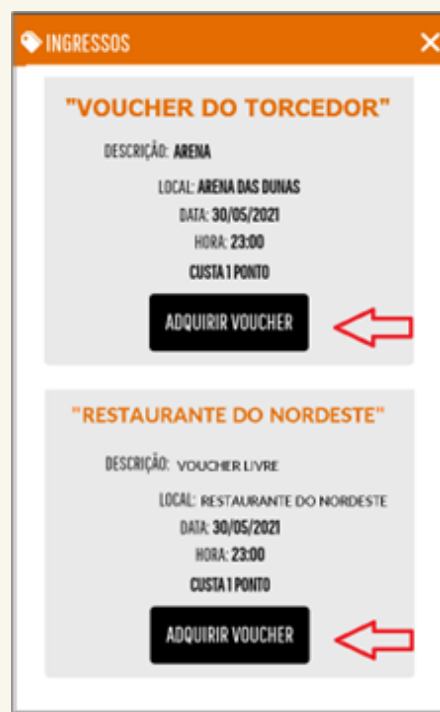 INGRESSOS
"VOUCHER DO TORCEDOR"
DESCRIÇÃO: ARENA
LOCAL: ARENA DAS DUNAS
DATA: 30/05/2021
HORA: 23:00
CUSTA 1 PONTO
ADQUIRIR VOUCHER
"RESTAURANTE DO NORDESTE"
DESCRIÇÃO: VOUCHER LIVRE
LOCAL: RESTAURANTE DO NORDESTE
DATA: 30/05/2021
HORA: 23:00
CUSTA 1 PONTO
ADQUIRIR VOUCHER